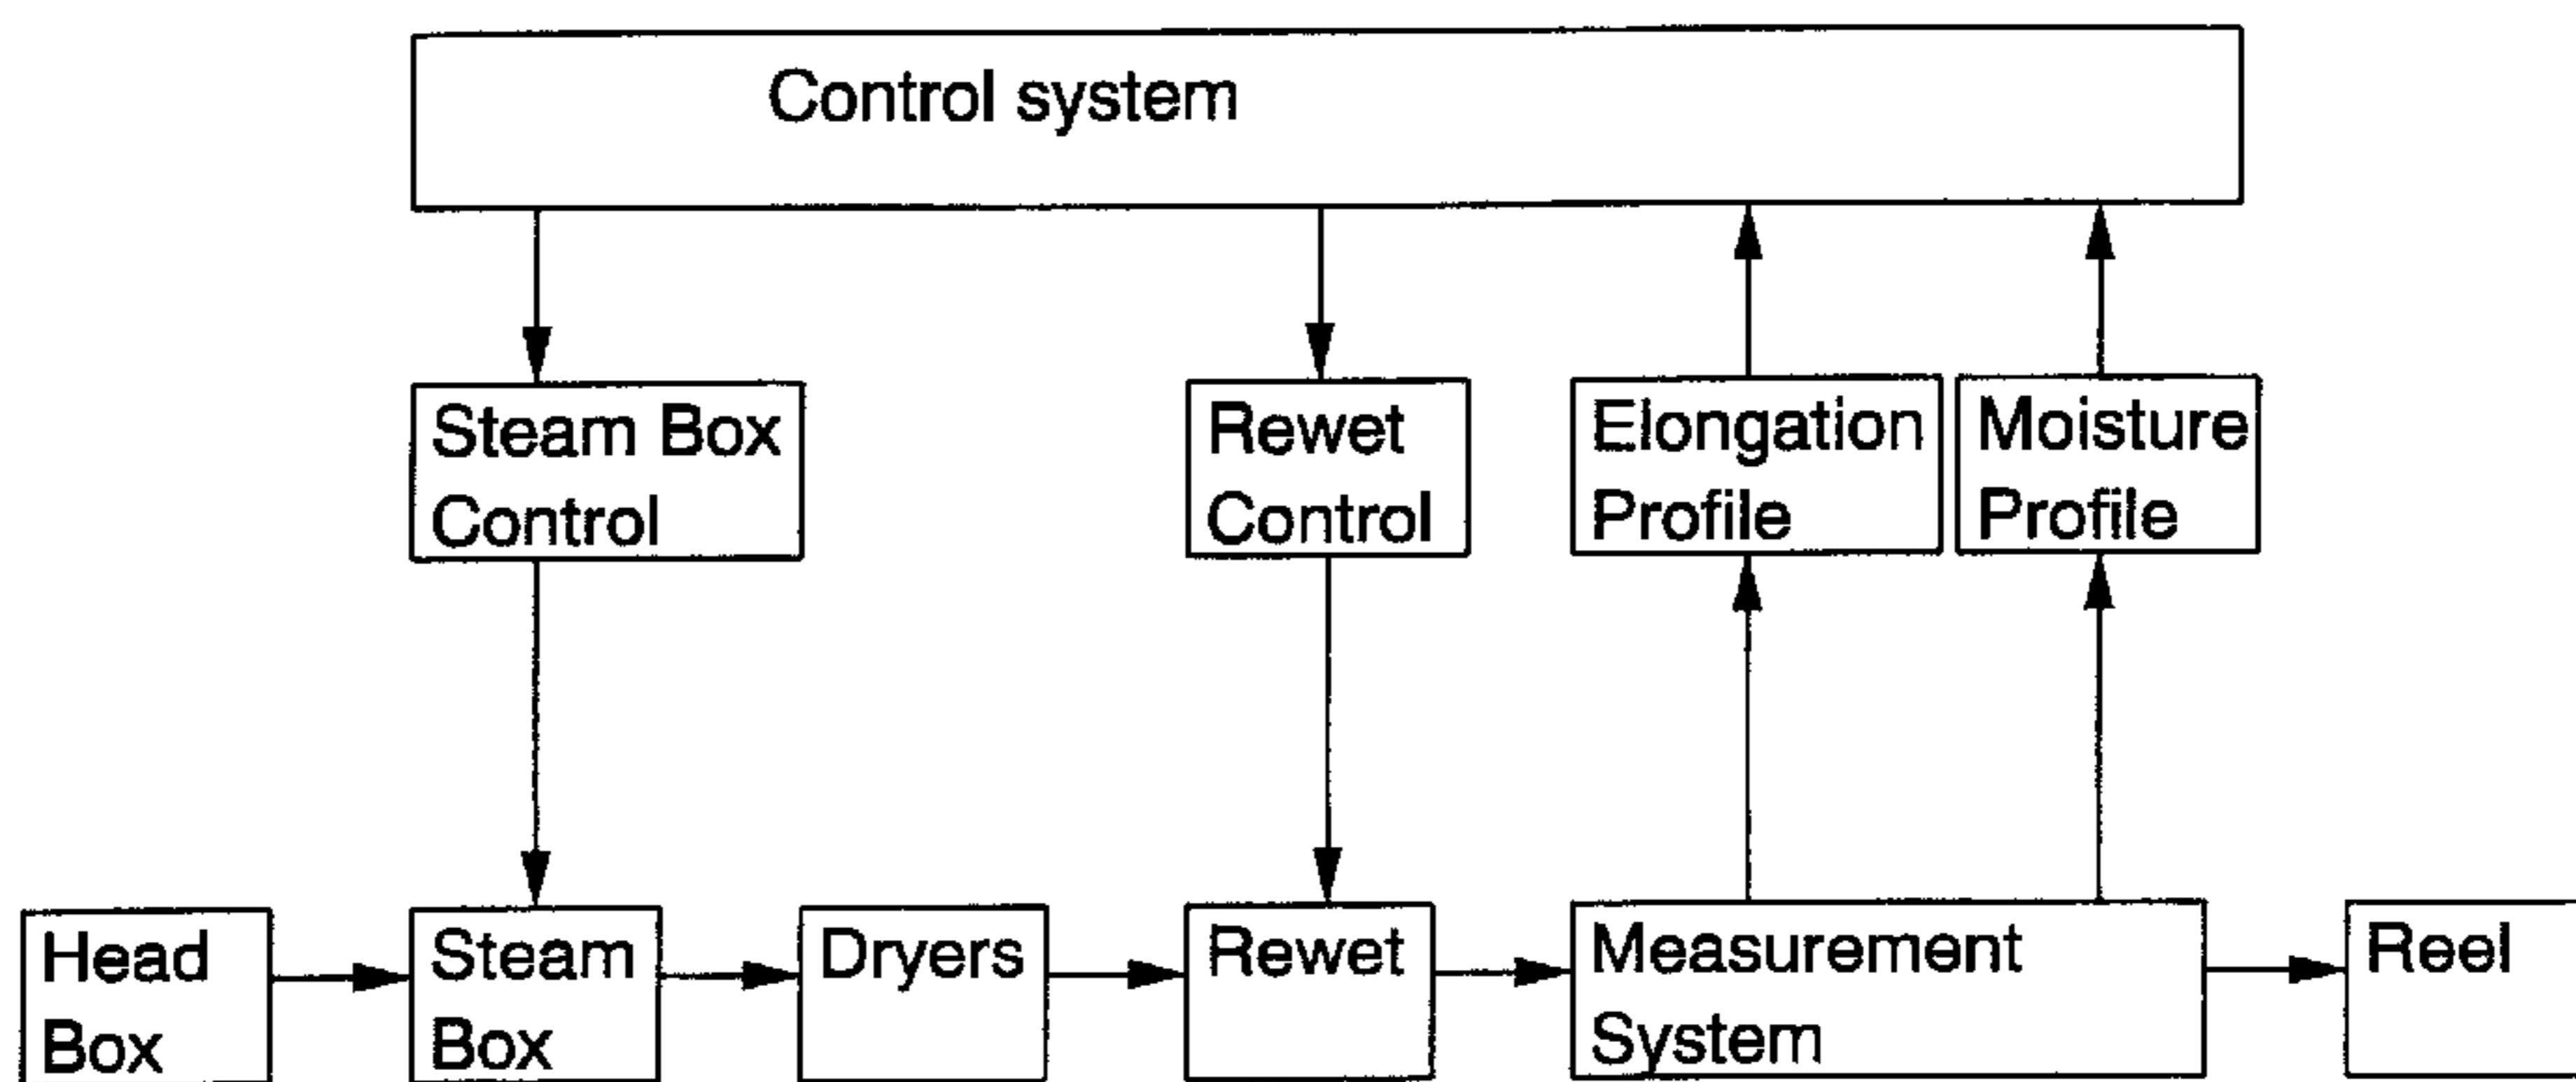 Control system
Steam Box
Control
Rewet
Control
Elongation
Profile
Moisture
Profile
Head
Box
Steam
Box
Dryers
Rewet
Measurement
System
Reel